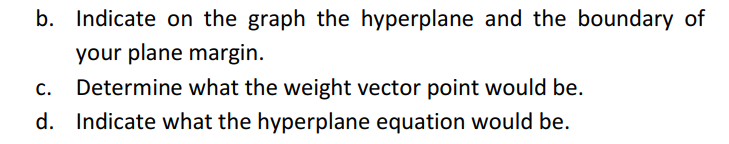 b. Indicate on the graph the hyperplane and the boundary of
your plane margin.
c. Determine what the weight vector point would be.
d. Indicate what the hyperplane equation would be.